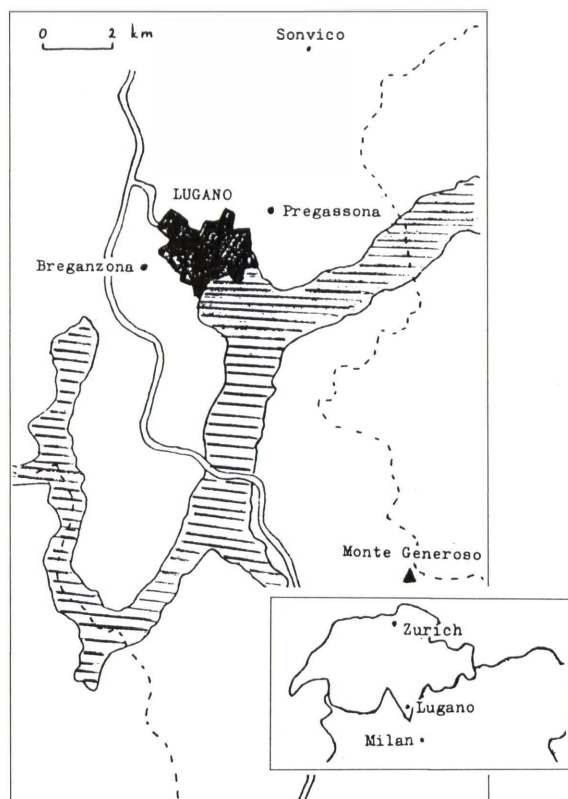 0 2 km
Sonvico
LUGANO
Pregassona
Breganzona
Monte Generoso
Zurich
Lugano
Milan